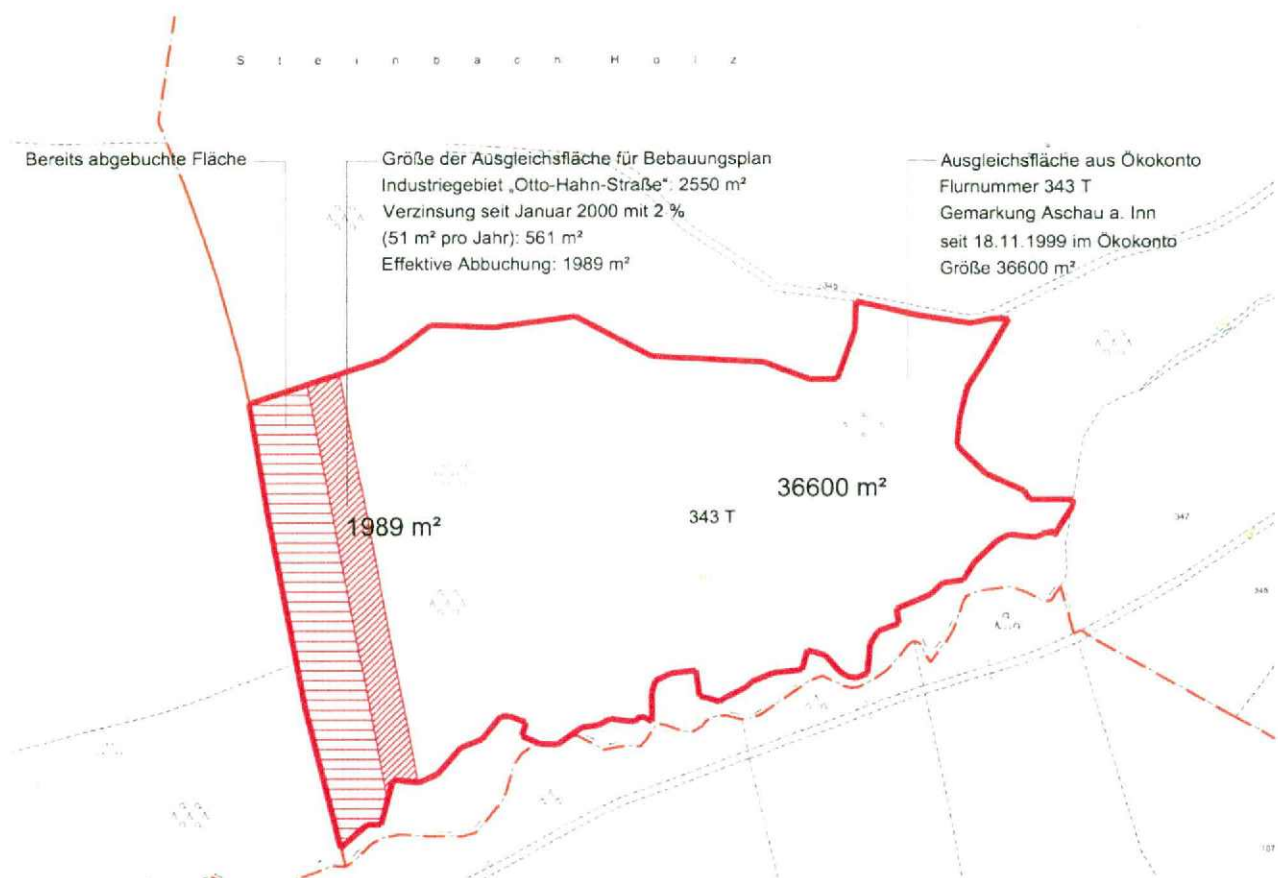 S t e i n b a c h H o l z
Bereits abgebuchte Fläche
Größe der Ausgleichsfläche für Bebauungsplan
Industriegebiet „Otto-Hahn-Straße“: 2550 m²
Verzinsung seit Januar 2000 mit 2 %
(51 m² pro Jahr): 561 m²
Effektive Abbuchung: 1989 m²
Ausgleichsfläche aus Ökokonto
Flurnummer 343 T
Gemarkung Aschau a. Inn
seit 18.11.1999 im Ökokonto
Größe 36600 m²
36600 m²
343 T
1989 m²
347